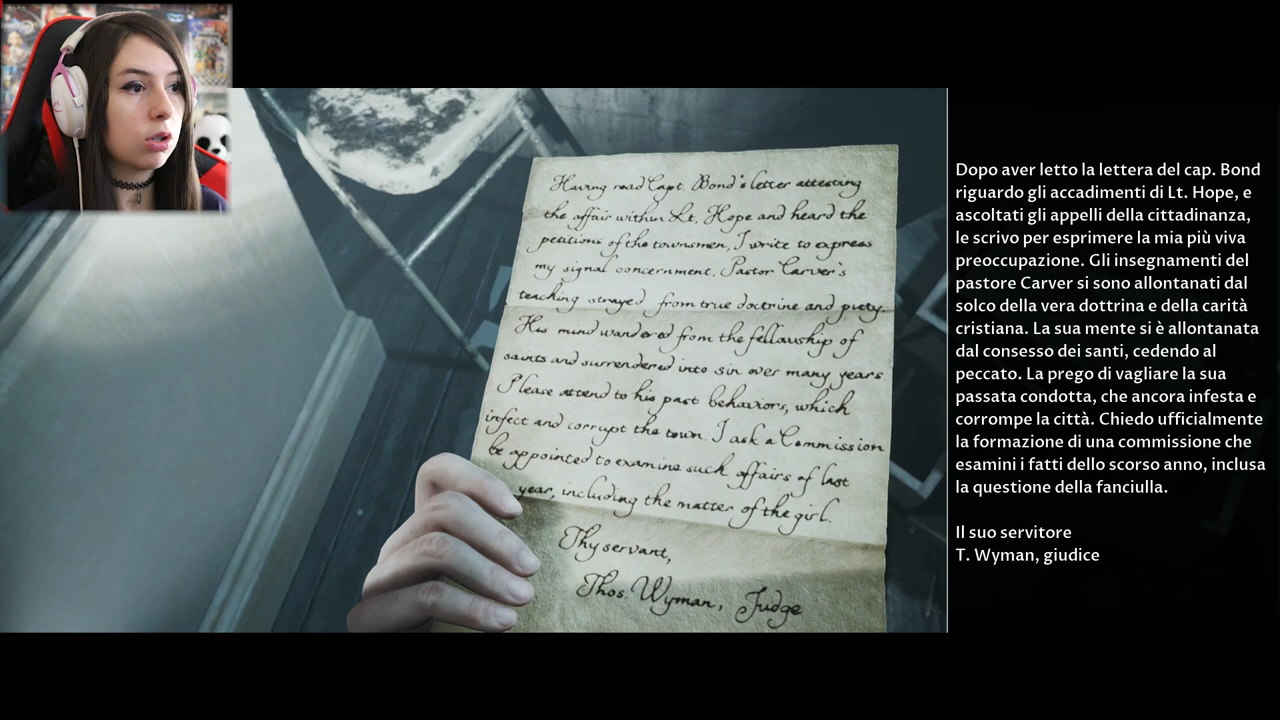 Having read Capt. Bond's letter attesting
the affair within Lt. Hope and heard the
petitions of the townsmen, I write to express
my signal concernment. Pastor Carver's
teaching strayed from true doctrine and piety.
His mind wandered from the fellowship of
saints and surrendered into sin over many years.
Please attend to his past behaviors, which
infect and corrupt the town. I ask a Commission
be appointed to examine such affairs of last
year, including the matter of the girl.
Thy servant,
Thos. Wyman, Judge
Dopo aver letto la lettera del cap. Bond
riguardo gli accadimenti di Lt. Hope, e
ascoltati gli appelli della cittadinanza,
le scrivo per esprimere la mia più viva
preoccupazione. Gli insegnamenti del
pastore Carver si sono allontanati dal
solco della vera dottrina e della carità
cristiana. La sua mente si è allontanata
dal consesso dei santi, cedendo al
peccato. La prego di vagliare la sua
passata condotta, che ancora infesta e
corrompe la città. Chiedo ufficialmente
la formazione di una commissione che
esamini i fatti dello scorso anno, inclusa
la questione della fanciulla.
Il suo servitore
T. Wyman, giudice